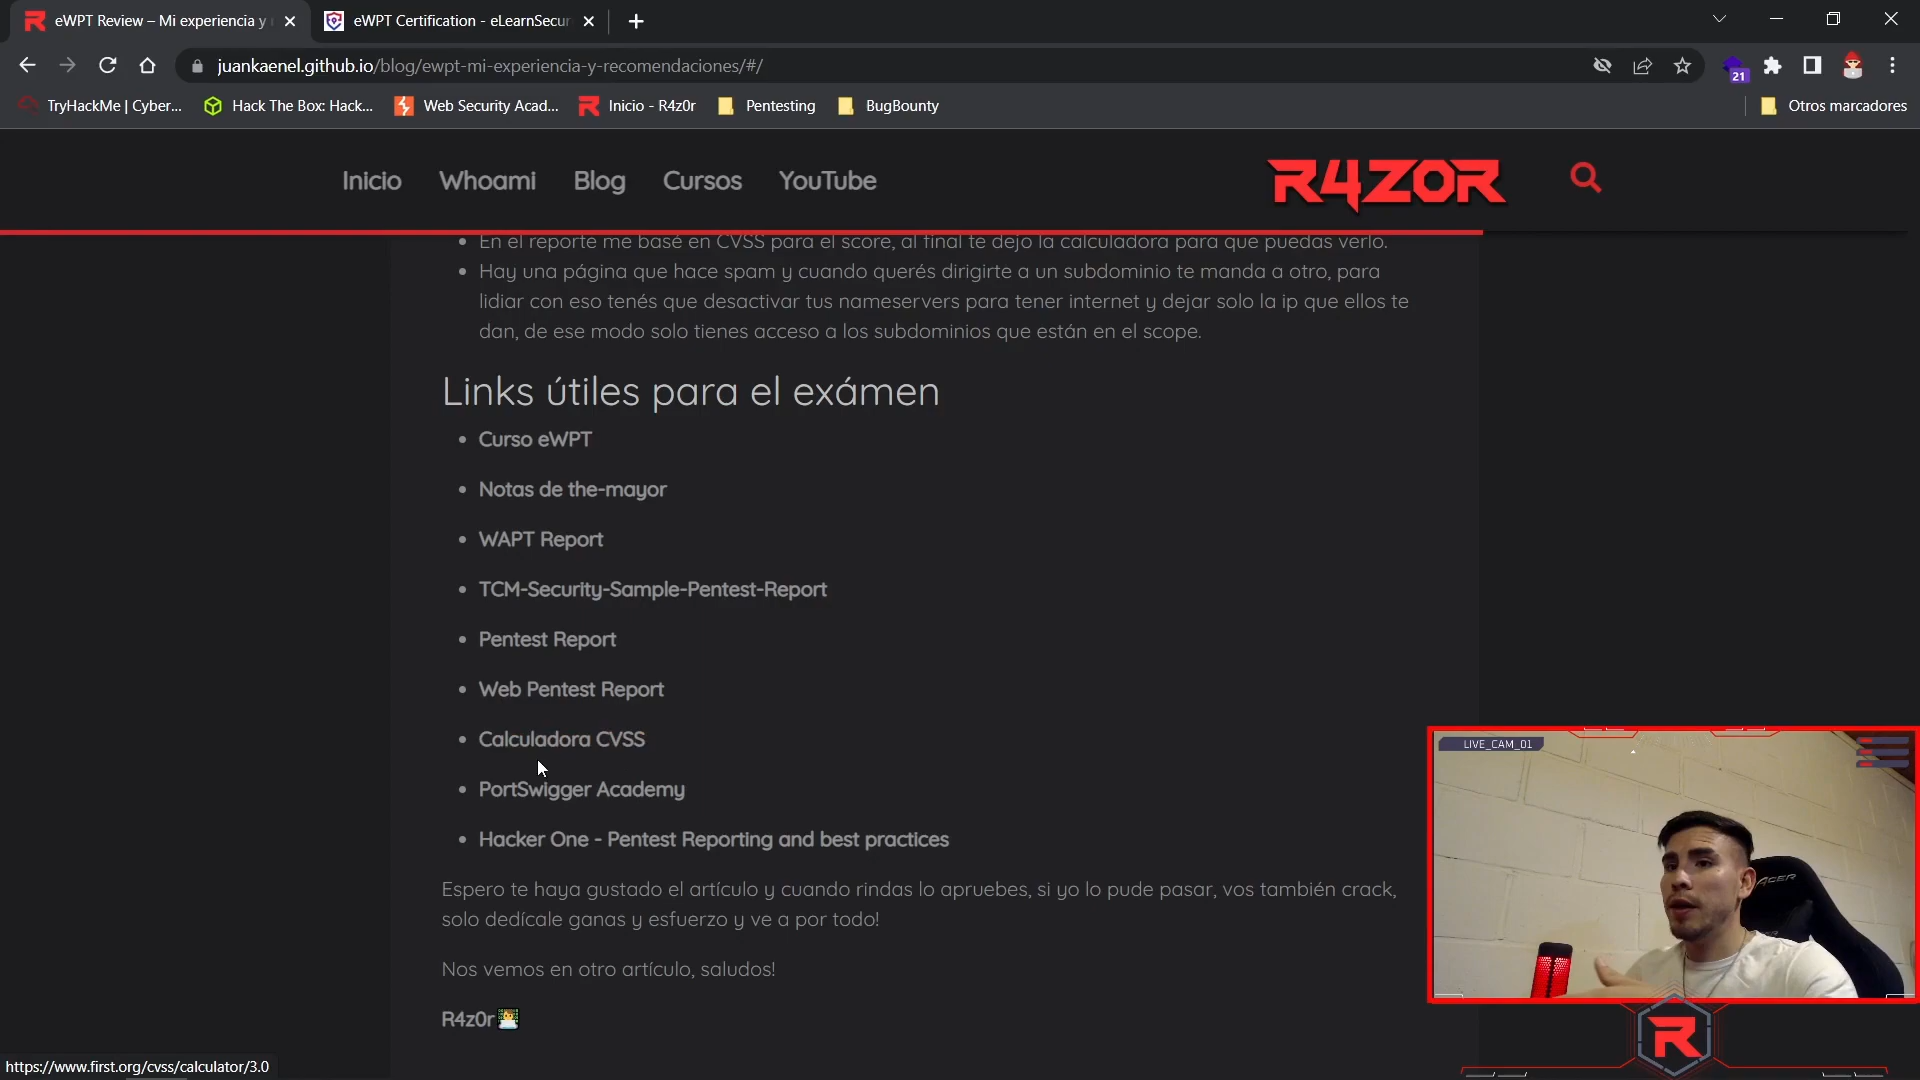 eWPT Review – Mi experiencia y
eWPT Certification - eLearnSecur
juankaenel.github.io/blog/ewpt-mi-experiencia-y-recomendaciones/#/
21
TryHackMe | Cyber...
Hack The Box: Hack...
Web Security Acad...
Inicio - R4z0r
Pentesting
BugBounty
Otros marcadores
Inicio
Whoami
Blog
Cursos
YouTube
R4Z0R
• En el reporte me basé en CVSS para el score, al final te dejo la calculadora para que puedas verlo.
• Hay una página que hace spam y cuando querés dirigirte a un subdominio te manda a otro, para
lidiar con eso tenés que desactivar tus nameservers para tener internet y dejar solo la ip que ellos te
dan, de ese modo solo tienes acceso a los subdominios que están en el scope.
Links útiles para el exámen
• Curso eWPT
• Notas de the-mayor
• WAPT Report
• TCM-Security-Sample-Pentest-Report
• Pentest Report
• Web Pentest Report
• Calculadora CVSS
• PortSwigger Academy
• Hacker One - Pentest Reporting and best practices
Espero te haya gustado el artículo y cuando rindas lo apruebes, si yo lo pude pasar, vos también crack,
solo dedícale ganas y esfuerzo y ve a por todo!
Nos vemos en otro artículo, saludos!
R4z0r
LIVE_CAM_01
ACER
R
https://www.first.org/cvss/calculator/3.0